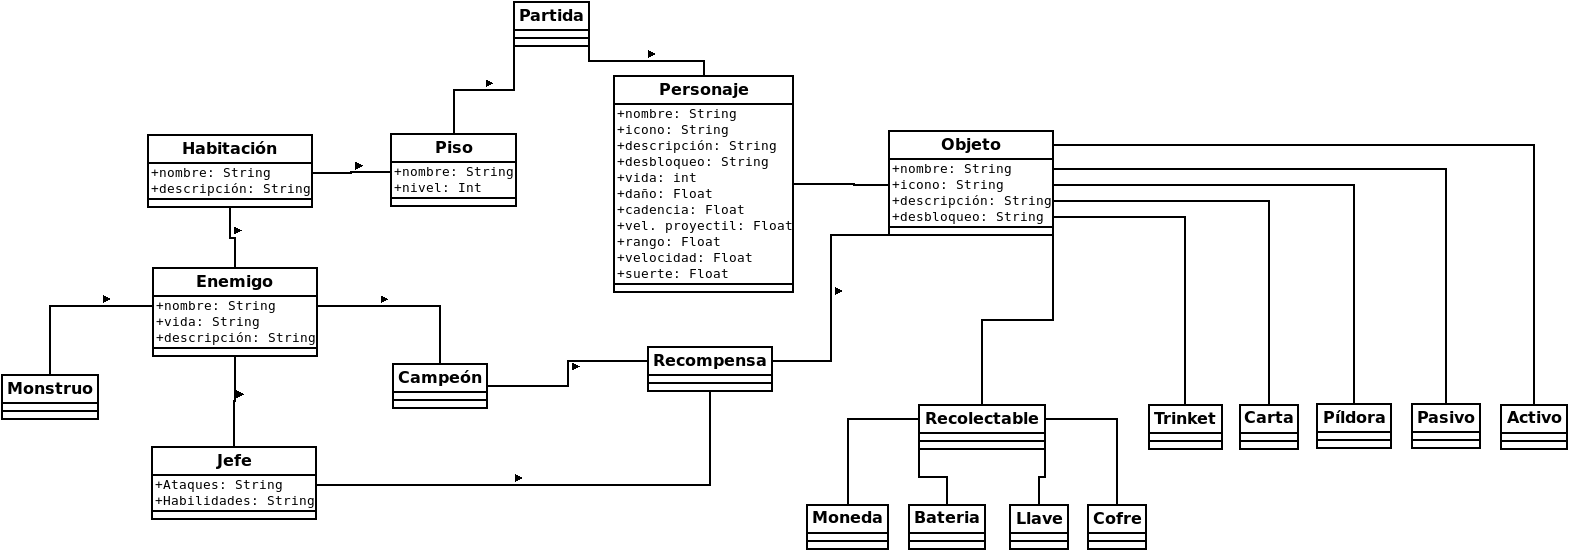 Partida
Personaje
+nombre: String
+icono: String
+descripción: String
+desbloqueo: String
+vida: int
+daño: Float
+cadencia: Float
+vel. proyectil: Float
+rango: Float
+velocidad: Float
+suerte: Float
Habitación
+nombre: String
+descripción: String
Piso
+nombre: String
+nivel: Int
Objeto
+nombre: String
+icono: String
+descripción: String
+desbloqueo: String
Enemigo
+nombre: String
+vida: String
+descripción: String
Monstruo
Campeón
Recompensa
Jefe
+Ataques: String
+Habilidades: String
Recolectable
Trinket
Carta
Píldora
Pasivo
Activo
Moneda
Bateria
Llave
Cofre